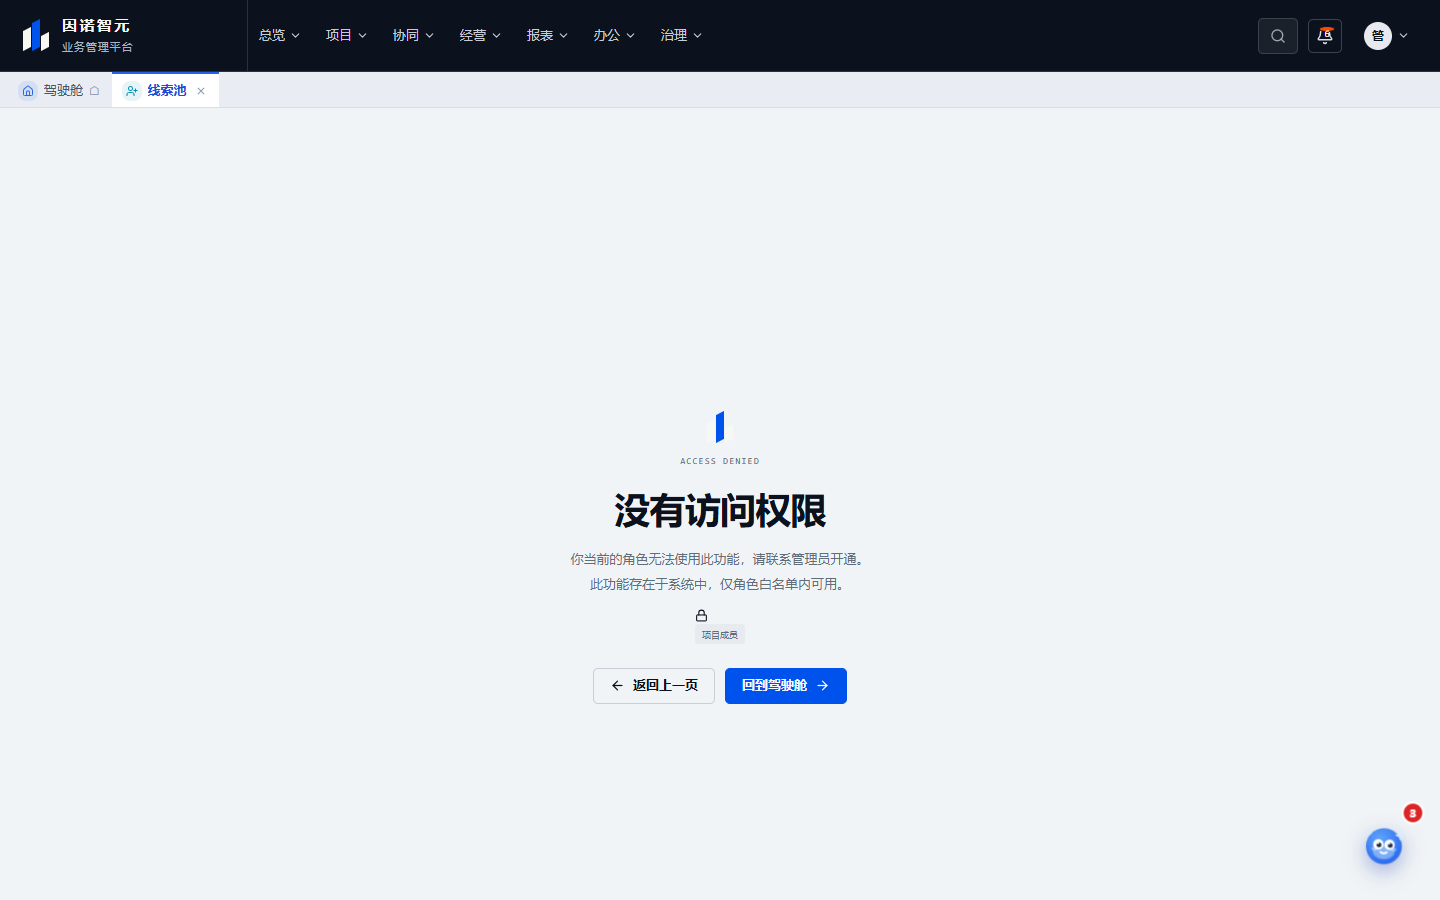 因诺智元
业务管理平台
总览
项目
协同
经营
报表
办公
治理
6
管
驾驶舱
线索池
ACCESS DENIED
没有访问权限
你当前的角色无法使用此功能，请联系管理员开通。
此功能存在于系统中，仅角色白名单内可用。
项目成员
返回上一页
回到驾驶舱
3